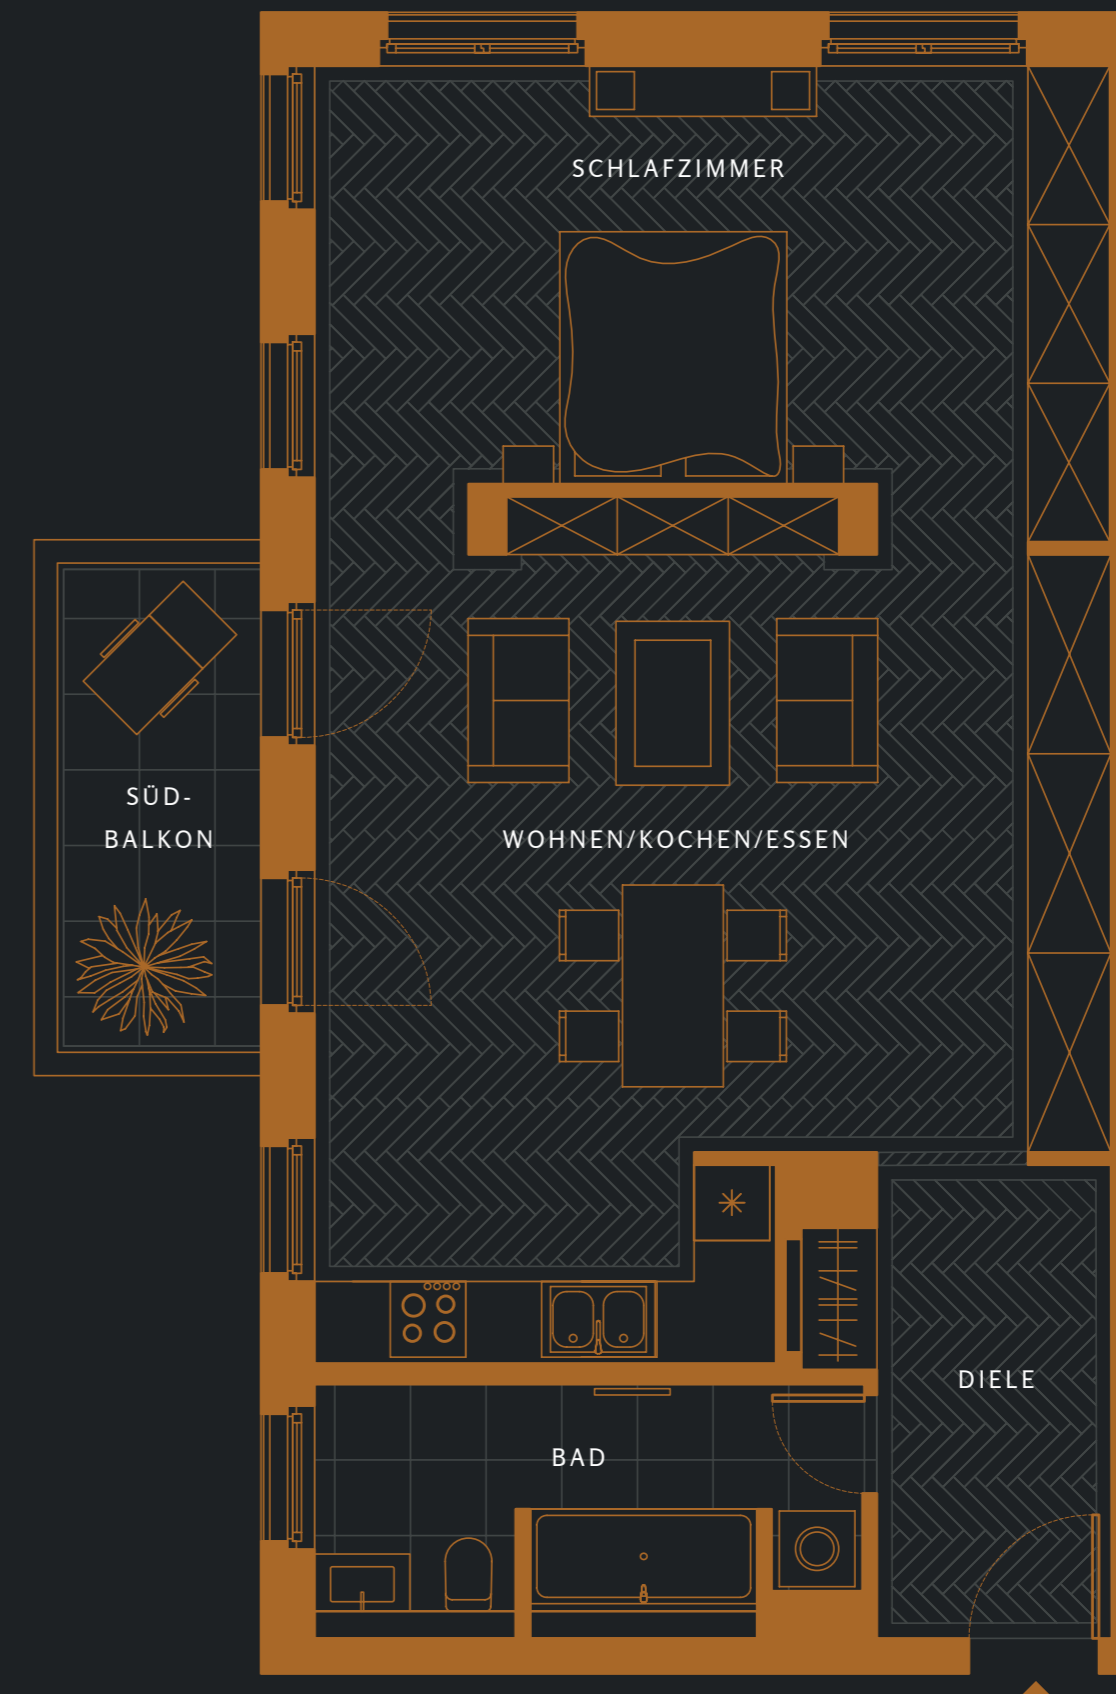 SCHLAFZIMMER
SÜD-
BALKON
WOHNEN/KOCHEN/ESSEN
DIELE
BAD